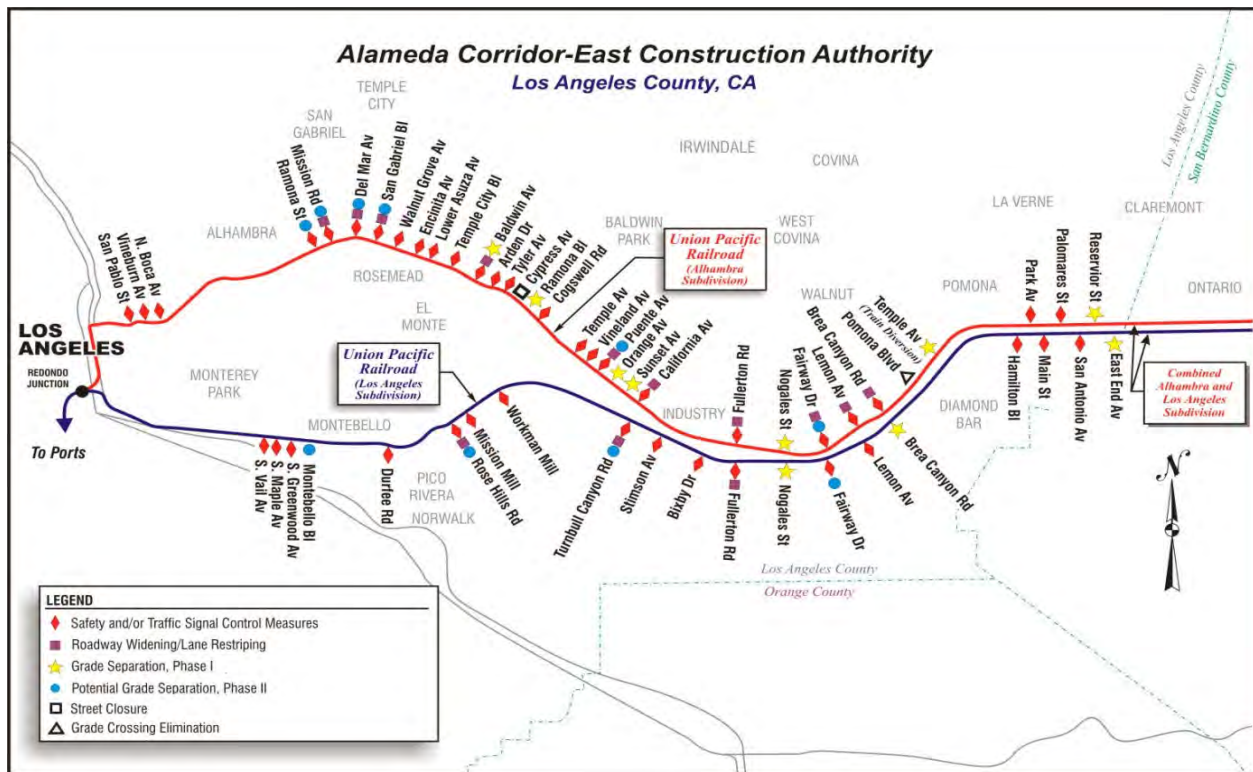 Alameda Corridor-East Construction Authority
Los Angeles County, CA
TEMPLE
CITY
SAN
GABRIEL
Mission Rd
Ramona St
Del Mar Av
San Gabriel Bl
Walnut Grove Av
Encinita Av
Lower Asuza Av
Temple City Bl
Baldwin Av
Arden Dr
Tyler Av
Cypress Av
Ramona Bl
Cogswell Rd
IRWINDALE
COVINA
Los Angeles County
San Bernardino County
LA VERNE
CLAREMONT
ALHAMBRA
BALDWIN
PARK
WEST
COVINA
Union Pacific
Railroad
(Alhambra
Subdivision)
N. Boca Av
Vineburn Av
San Pablo St
ROSEMEAD
EL
MONTE
Temple Av
Vineland Av
Puente Av
Orange Av
Sunset Av
California Av
WALNUT
Temple Av
(Train Diversion)
Pomona Blvd
Brea Canyon Rd
Lemon Av
Fairway Dr
POMONA
Park Av
Palomares St
Reservior St
ONTARIO
LOS
ANGELES
REDONDO
JUNCTION
MONTEREY
PARK
Union Pacific
Railroad
(Los Angeles
Subdivision)
To Ports
MONTEBELLO
INDUSTRY
Fullerton Rd
Nogales St
DIAMOND
BAR
Hamilton Bl
Main St
San Antonio Av
East End Av
Combined
Alhambra and
Los Angeles
Subdivision
S. Vail Av
S. Maple Av
S. Greenwood Av
Montebello Bl
Durfee Rd
PICO
RIVERA
NORWALK
Workman Mill
Mission Mill
Rose Hills Rd
Turnbull Canyon Rd
Stimson Av
Bixby Dr
Fullerton Rd
Nogales St
Fairway Dr
Lemon Av
Brea Canyon Rd
N
Los Angeles County
Orange County
LEGEND
Safety and/or Traffic Signal Control Measures
Roadway Widening/Lane Restriping
Grade Separation, Phase I
Potential Grade Separation, Phase II
Street Closure
Grade Crossing Elimination